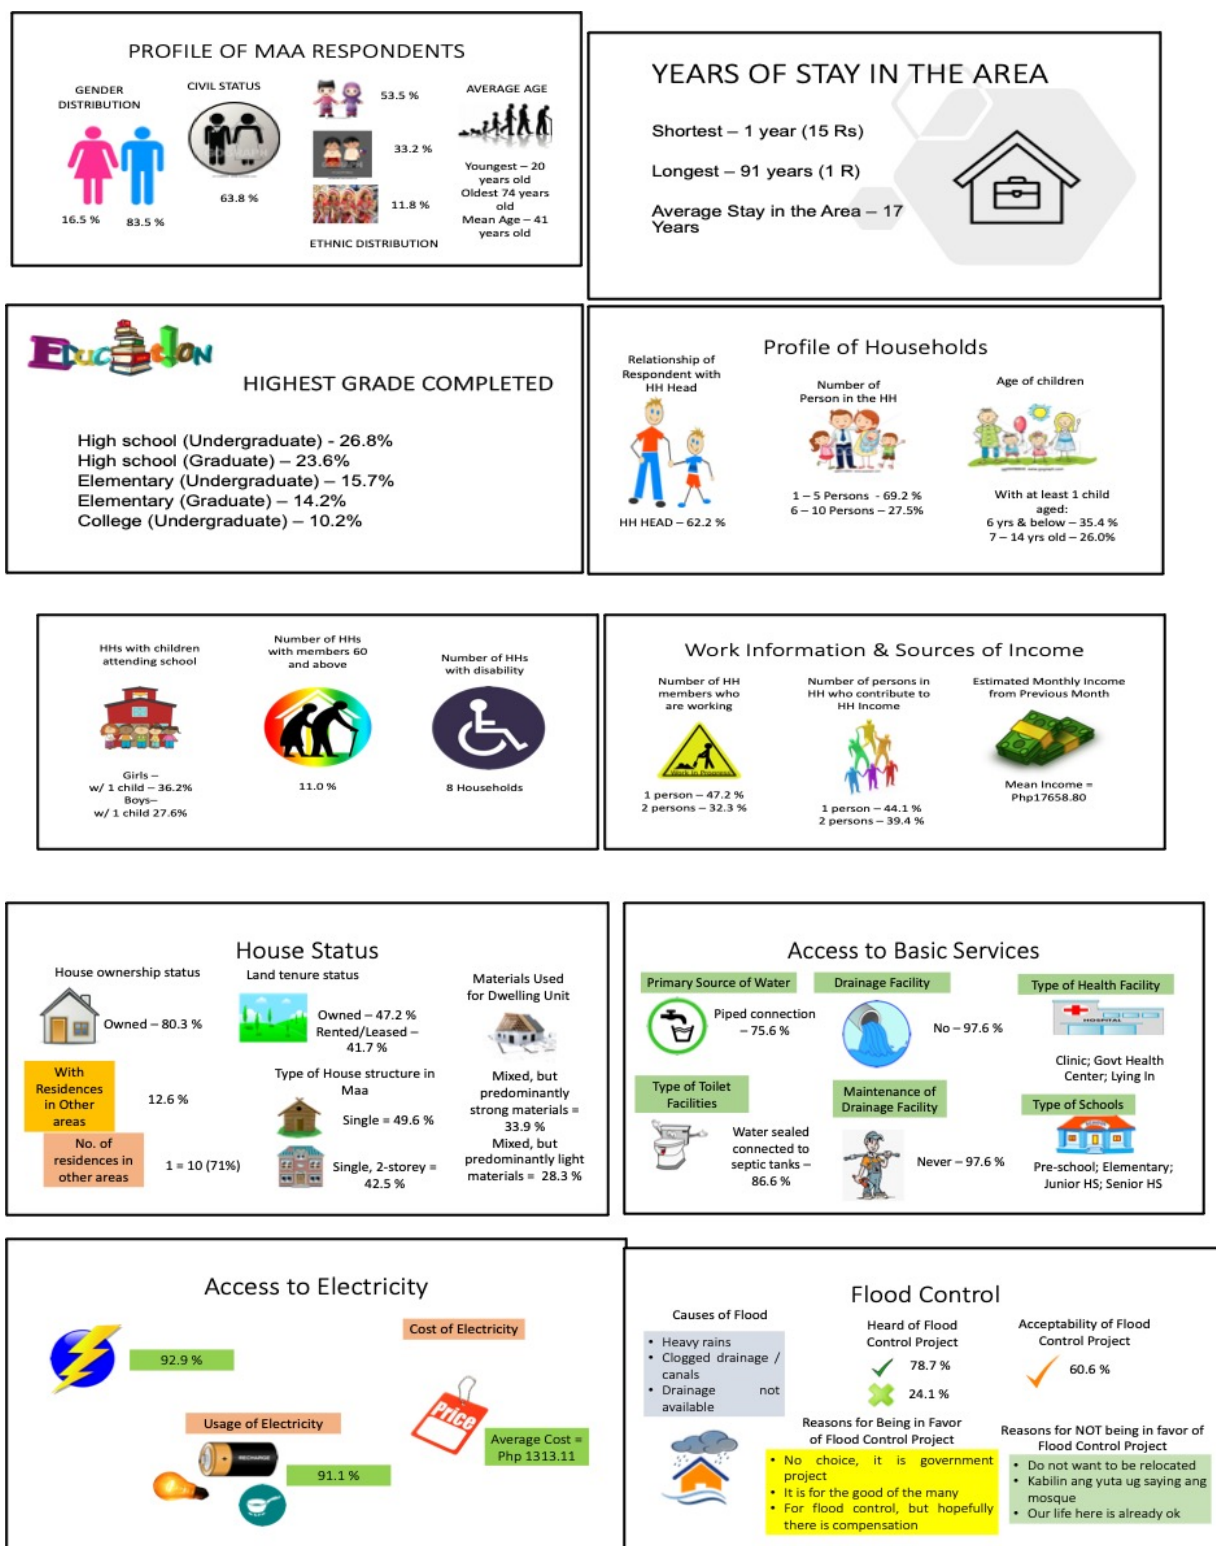 PROFILE OF MAA RESPONDENTS
GENDER
DISTRIBUTION
16.5 %
83.5 %
CIVIL STATUS
63.8 %
53.5 %
33.2 %
11.8 %
ETHNIC DISTRIBUTION
AVERAGE AGE
Youngest – 20
years old
Oldest 74 years
old
Mean Age – 41
years old
YEARS OF STAY IN THE AREA
Shortest – 1 year (15 Rs)
Longest – 91 years (1 R)
Average Stay in the Area – 17
Years
EDUCATION
HIGHEST GRADE COMPLETED
High school (Undergraduate) - 26.8%
High school (Graduate) – 23.6%
Elementary (Undergraduate) – 15.7%
Elementary (Graduate) – 14.2%
College (Undergraduate) – 10.2%
Profile of Households
Relationship of
Respondent with
HH Head
HH HEAD – 62.2 %
Number of
Person in the HH
1 – 5 Persons - 69.2 %
6 – 10 Persons – 27.5%
Age of children
With at least 1 child
aged:
6 yrs & below – 35.4 %
7 – 14 yrs old – 26.0%
HHs with children
attending school
Girls –
w/ 1 child – 36.2%
Boys–
w/ 1 child 27.6%
Number of HHs
with members 60
and above
11.0 %
Number of HHs
with disability
8 Households
Work Information & Sources of Income
Number of HH
members who
are working
Work In Progress
1 person – 47.2 %
2 persons – 32.3 %
Number of persons in
HH who contribute to
HH Income
1 person – 44.1 %
2 persons – 39.4 %
Estimated Monthly Income
from Previous Month
Mean Income =
Php17658.80
House Status
House ownership status
Owned – 80.3 %
With
Residences
in Other
areas
12.6 %
No. of
residences in
other areas
1 = 10 (71%)
Land tenure status
Owned – 47.2 %
Rented/Leased –
41.7 %
Type of House structure in
Maa
Single = 49.6 %
Single, 2-storey =
42.5 %
Materials Used
for Dwelling Unit
Mixed, but
predominantly
strong materials =
33.9 %
Mixed, but
predominantly light
materials = 28.3 %
Access to Basic Services
Primary Source of Water
Piped connection
– 75.6 %
Drainage Facility
No – 97.6 %
Type of Health Facility
HOSPITAL
Clinic; Govt Health
Center; Lying In
Type of Toilet
Facilities
Water sealed
connected to
septic tanks –
86.6 %
Maintenance of
Drainage Facility
Never – 97.6 %
Type of Schools
Pre-school; Elementary;
Junior HS; Senior HS
Access to Electricity
92.9 %
Usage of Electricity
RECHARGE
91.1 %
Cost of Electricity
Price
Average Cost =
Php 1313.11
Flood Control
Causes of Flood
• Heavy rains
• Clogged drainage /
canals
• Drainage not
available
Heard of Flood
Control Project
78.7 %
24.1 %
Acceptability of Flood
Control Project
60.6 %
Reasons for Being in Favor
of Flood Control Project
• No choice, it is government
project
• It is for the good of the many
• For flood control, but hopefully
there is compensation
Reasons for NOT being in favor of
Flood Control Project
• Do not want to be relocated
• Kabilin ang yuta ug saying ang
mosque
• Our life here is already ok